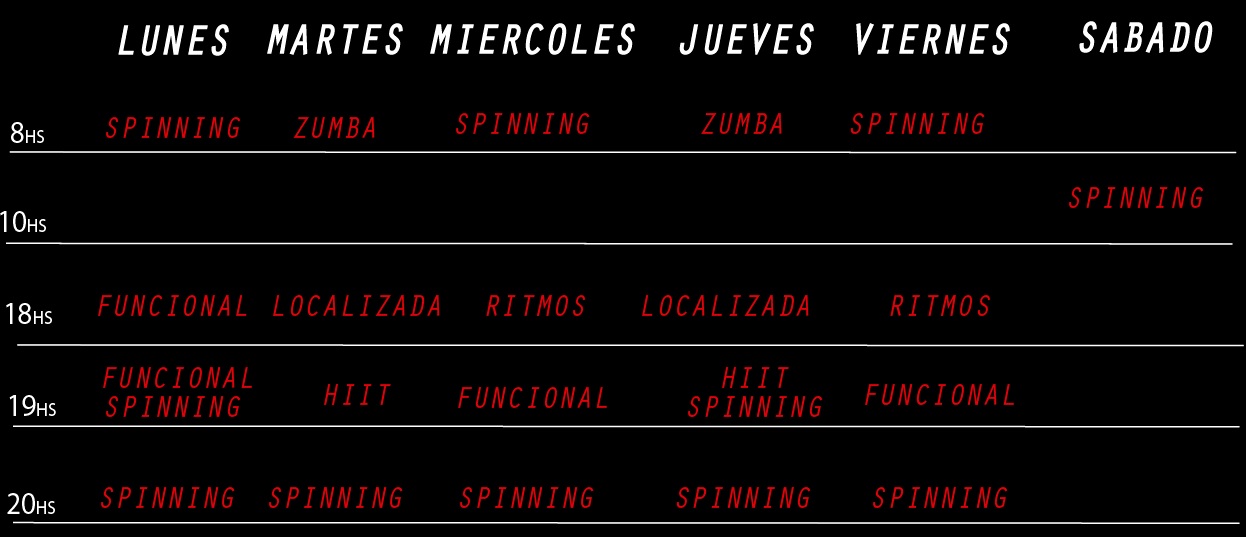 LUNES MARTES MIERCOLES JUEVES VIERNES SABADO
8HS SPINNING ZUMBA SPINNING ZUMBA SPINNING
10HS SPINNING
18HS FUNCIONAL LOCALIZADA RITMOS LOCALIZADA RITMOS
FUNCIONAL HIIT
19HS SPINNING HIIT FUNCIONAL SPINNING FUNCIONAL
20HS SPINNING SPINNING SPINNING SPINNING SPINNING